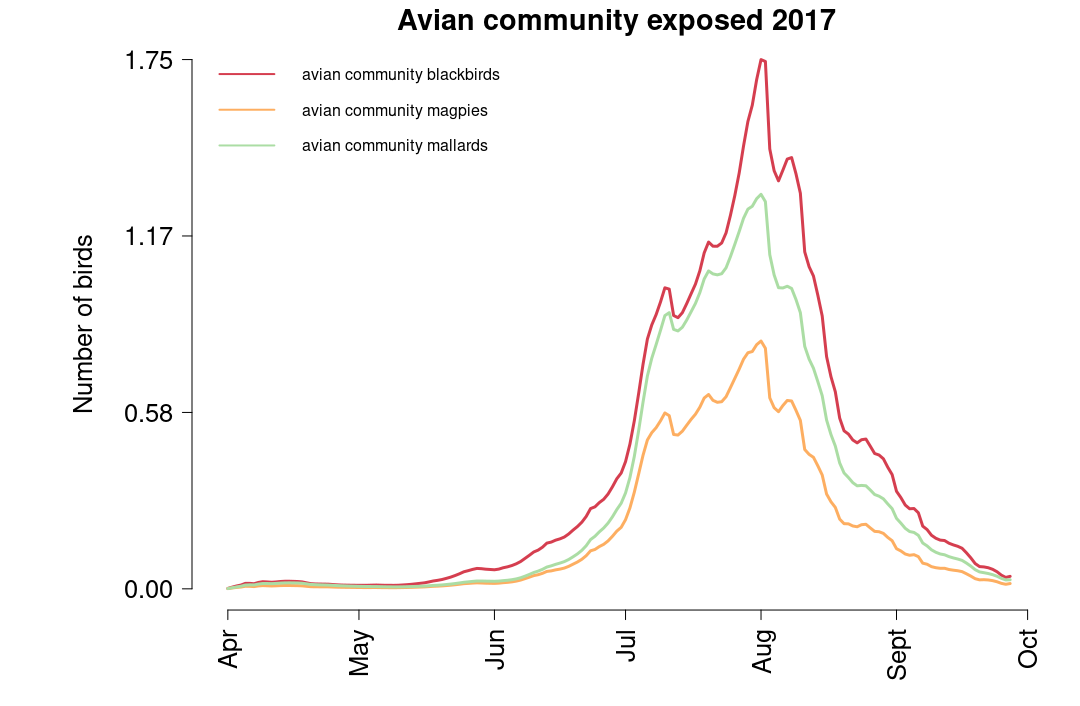 Avian community exposed 2017
1.75
1.17
0.58
0.00
Number of birds
avian community blackbirds
avian community magpies
avian community mallards
Apr
May
Jun
Jul
Aug
Sept
Oct